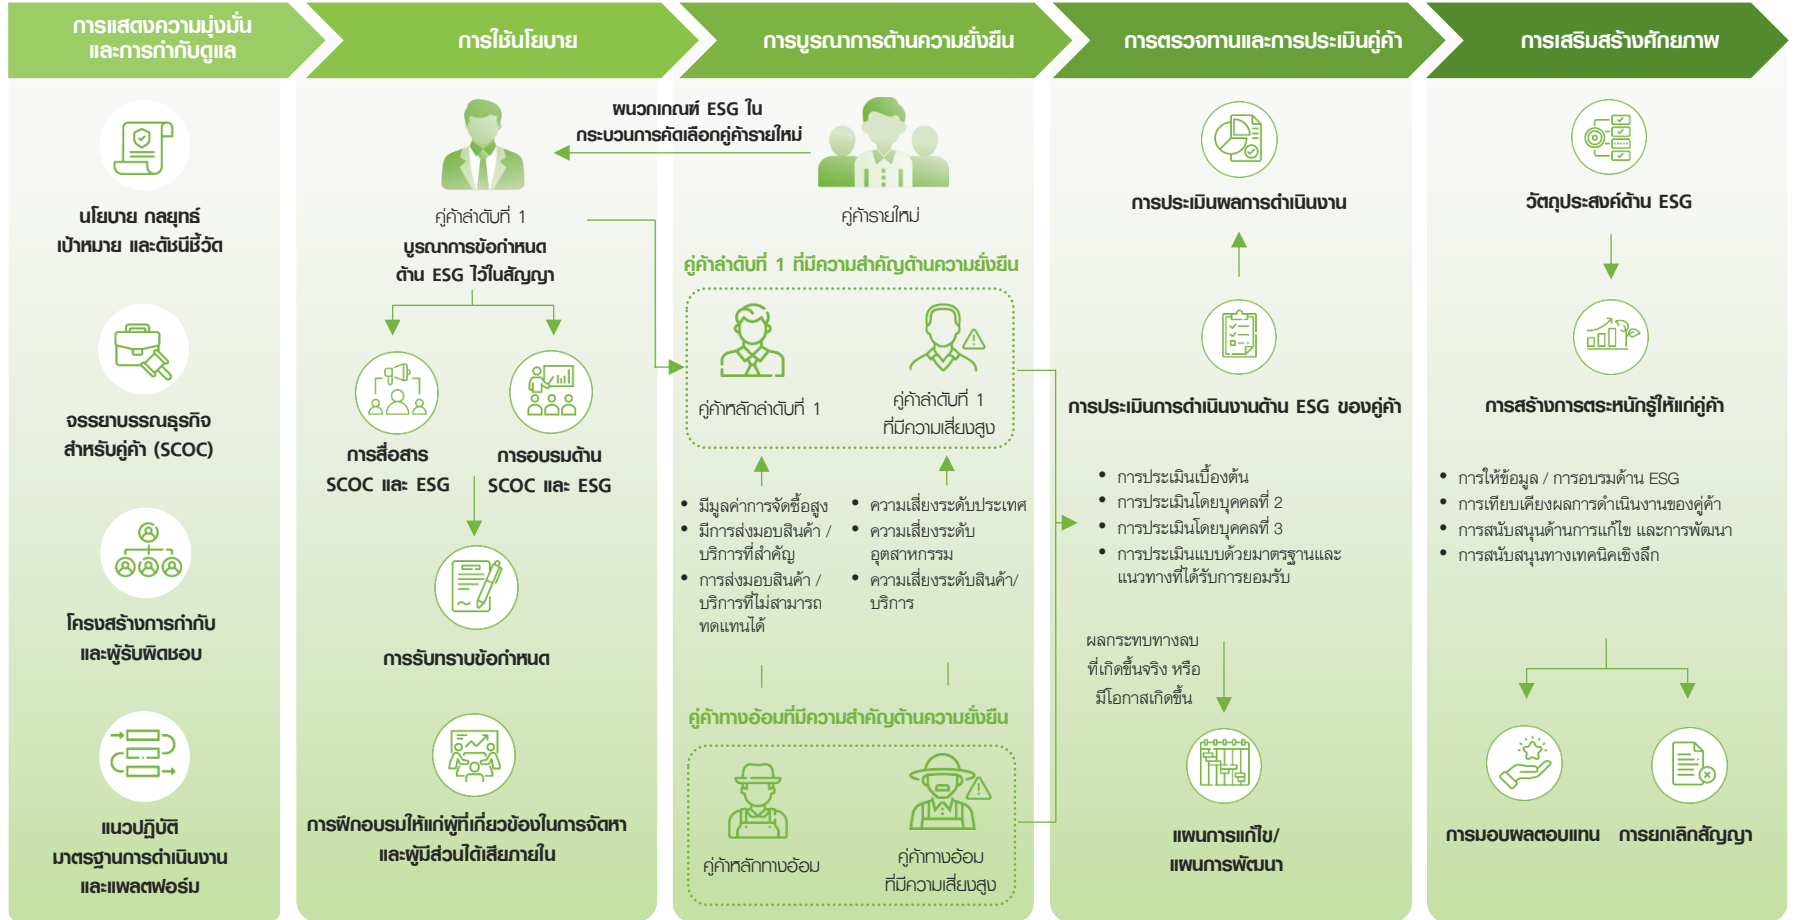 การแสดงความมุ่งมั่น
และการกำกับดูแล
การใช้นโยบาย
การบูรณาการด้านความยั่งยืน
การตรวจทานและการประเมินคู่ค้า
การเสริมสร้างศักยภาพ
นโยบาย กลยุทธ์
เป้าหมาย และดัชนีชี้วัด
จรรยาบรรณธุรกิจ
สำหรับคู่ค้า (SCOC)
โครงสร้างการกำกับ
และผู้รับผิดชอบ
แนวปฏิบัติ
มาตรฐานการดำเนินงาน
และแพลตฟอร์ม
คู่ค้าลำดับที่ 1
บูรณาการข้อกำหนด
ด้าน ESG ไว้ในสัญญา
การสื่อสาร
SCOC และ ESG
การอบรมด้าน
SCOC และ ESG
การรับทราบข้อกำหนด
การฝึกอบรมให้แก่ผู้ที่เกี่ยวข้องในการจัดหา
และผู้มีส่วนได้เสียภายใน
ผนวกเกณฑ์ ESG ใน
กระบวนการคัดเลือกคู่ค้ารายใหม่
คู่ค้ารายใหม่
คู่ค้าลำดับที่ 1 ที่มีความสำคัญด้านความยั่งยืน
คู่ค้าหลักลำดับที่ 1
คู่ค้าลำดับที่ 1
ที่มีความเสี่ยงสูง
• มีมูลค่าการจัดซื้อสูง
• มีการส่งมอบสินค้า /
บริการที่สำคัญ
• การส่งมอบสินค้า /
บริการที่ไม่สามารถ
ทดแทนได้
• ความเสี่ยงระดับประเทศ
• ความเสี่ยงระดับ
อุตสาหกรรม
• ความเสี่ยงระดับสินค้า/
บริการ
คู่ค้าทางอ้อมที่มีความสำคัญด้านความยั่งยืน
คู่ค้าหลักทางอ้อม
คู่ค้าทางอ้อม
ที่มีความเสี่ยงสูง
การประเมินผลการดำเนินงาน
การประเมินการดำเนินงานด้าน ESG ของคู่ค้า
• การประเมินเบื้องต้น
• การประเมินโดยบุคคลที่ 2
• การประเมินโดยบุคคลที่ 3
• การประเมินแบบด้วยมาตรฐานและ
แนวทางที่ได้รับการยอมรับ
ผลกระทบทางลบ
ที่เกิดขึ้นจริง หรือ
มีโอกาสเกิดขึ้น
แผนการแก้ไข/
แผนการพัฒนา
วัตถุประสงค์ด้าน ESG
การสร้างการตระหนักรู้ให้แก่คู่ค้า
• การให้ข้อมูล / การอบรมด้าน ESG
• การเทียบเคียงผลการดำเนินงานของคู่ค้า
• การสนับสนุนด้านการแก้ไข และการพัฒนา
• การสนับสนุนทางเทคนิคเชิงลึก
การมอบผลตอบแทน
การยกเลิกสัญญา